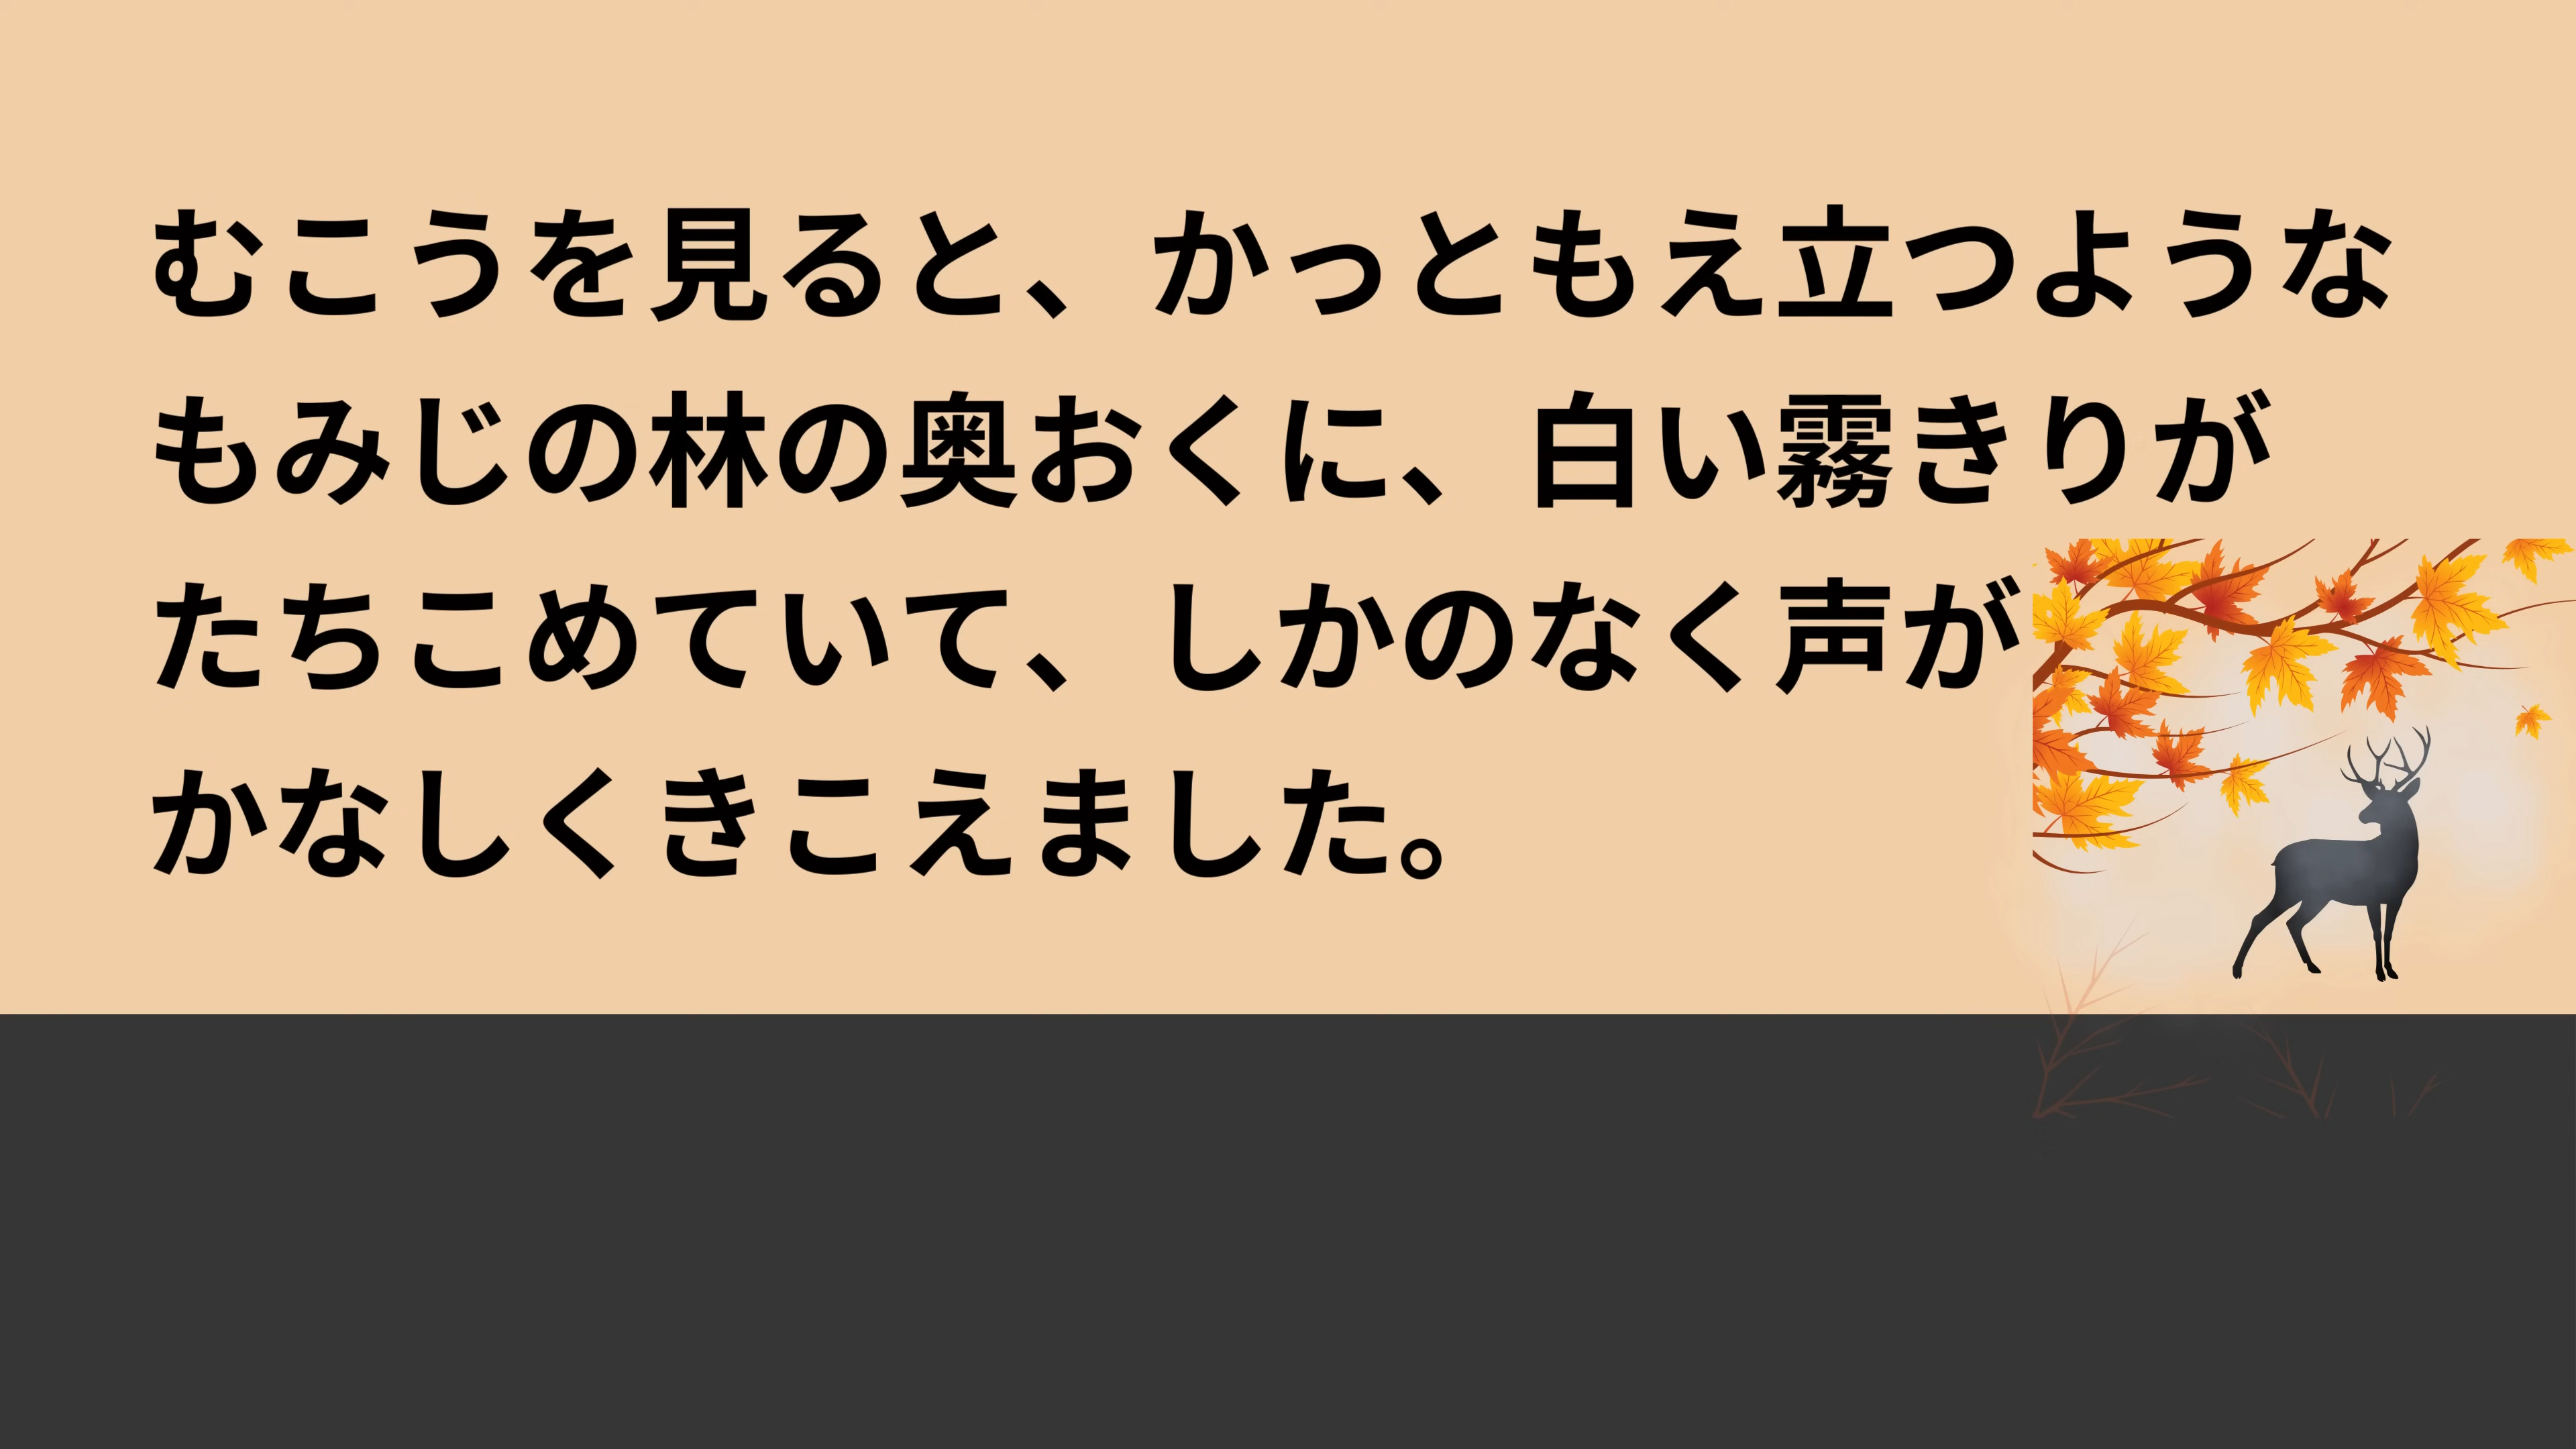 むこうを見ると、かっともえ立つような
もみじの林の奥おくに、白い霧きりが
たちこめていて、しかのなく声が
かなしくきこえました。